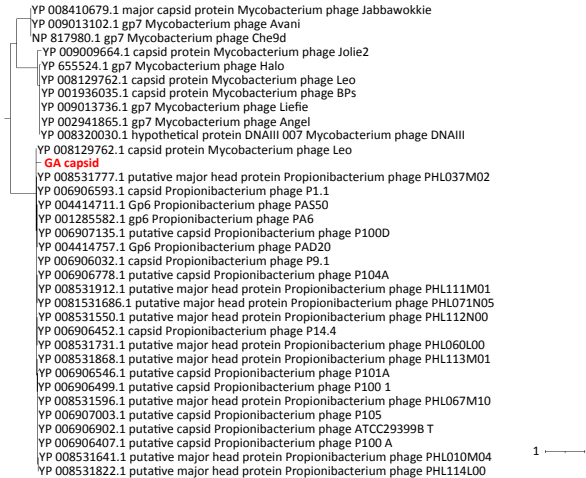 YP 008410679.1 major capsid protein Mycobacterium phage Jabbawokkie
YP 009013102.1 gp7 Mycobacterium phage Avani
NP 817980.1 gp7 Mycobacterium phage Che9d
YP 009009664.1 capsid protein Mycobacterium phage Jolie2
YP 655524.1 gp7 Mycobacterium phage Halo
YP 008129762.1 capsid protein Mycobacterium phage Leo
YP 001936035.1 capsid protein Mycobacterium phage BPs
YP 009013736.1 gp7 Mycobacterium phage Liefie
YP 002941865.1 gp7 Mycobacterium phage Angel
YP 008320030.1 hypothetical protein DNAIII 007 Mycobacterium phage DNAIII
YP 008129762.1 capsid protein Mycobacterium phage Leo
GA capsid
YP 008531777.1 putative major head protein Propionibacterium phage PHL037M02
YP 006906593.1 capsid Propionibacterium phage P1.1
YP 004414711.1 Gp6 Propionibacterium phage PAS50
YP 001285582.1 gp6 Propionibacterium phage PA6
YP 006907135.1 putative capsid Propionibacterium phage P100D
YP 004414757.1 Gp6 Propionibacterium phage PAD20
YP 006906032.1 capsid Propionibacterium phage P9.1
YP 006906778.1 putative capsid Propionibacterium phage P104A
YP 008531912.1 putative major head protein Propionibacterium phage PHL111M01
YP 0081531686.1 putative major head protein Propionibacterium phage PHL071N05
YP 008531550.1 putative major head protein Propionibacterium phage PHL112N00
YP 006906452.1 capsid Propionibacterium phage P14.4
YP 008531731.1 putative major head protein Propionibacterium phage PHL060L00
YP 008531868.1 putative major head protein Propionibacterium phage PHL113M01
YP 006906546.1 putative capsid Propionibacterium phage P101A
YP 006906499.1 putative capsid Propionibacterium phage P100 1
YP 008531596.1 putative major head protein Propionibacterium phage PHL067M10
YP 006907003.1 putative capsid Propionibacterium phage P105
YP 006906902.1 putative capsid Propionibacterium phage ATCC29399B T
YP 006906407.1 putative capsid Propionibacterium phage P100 A
YP 008531641.1 putative major head protein Propionibacterium phage PHL010M04
YP 008531822.1 putative major head protein Propionibacterium phage PHL114L00
1